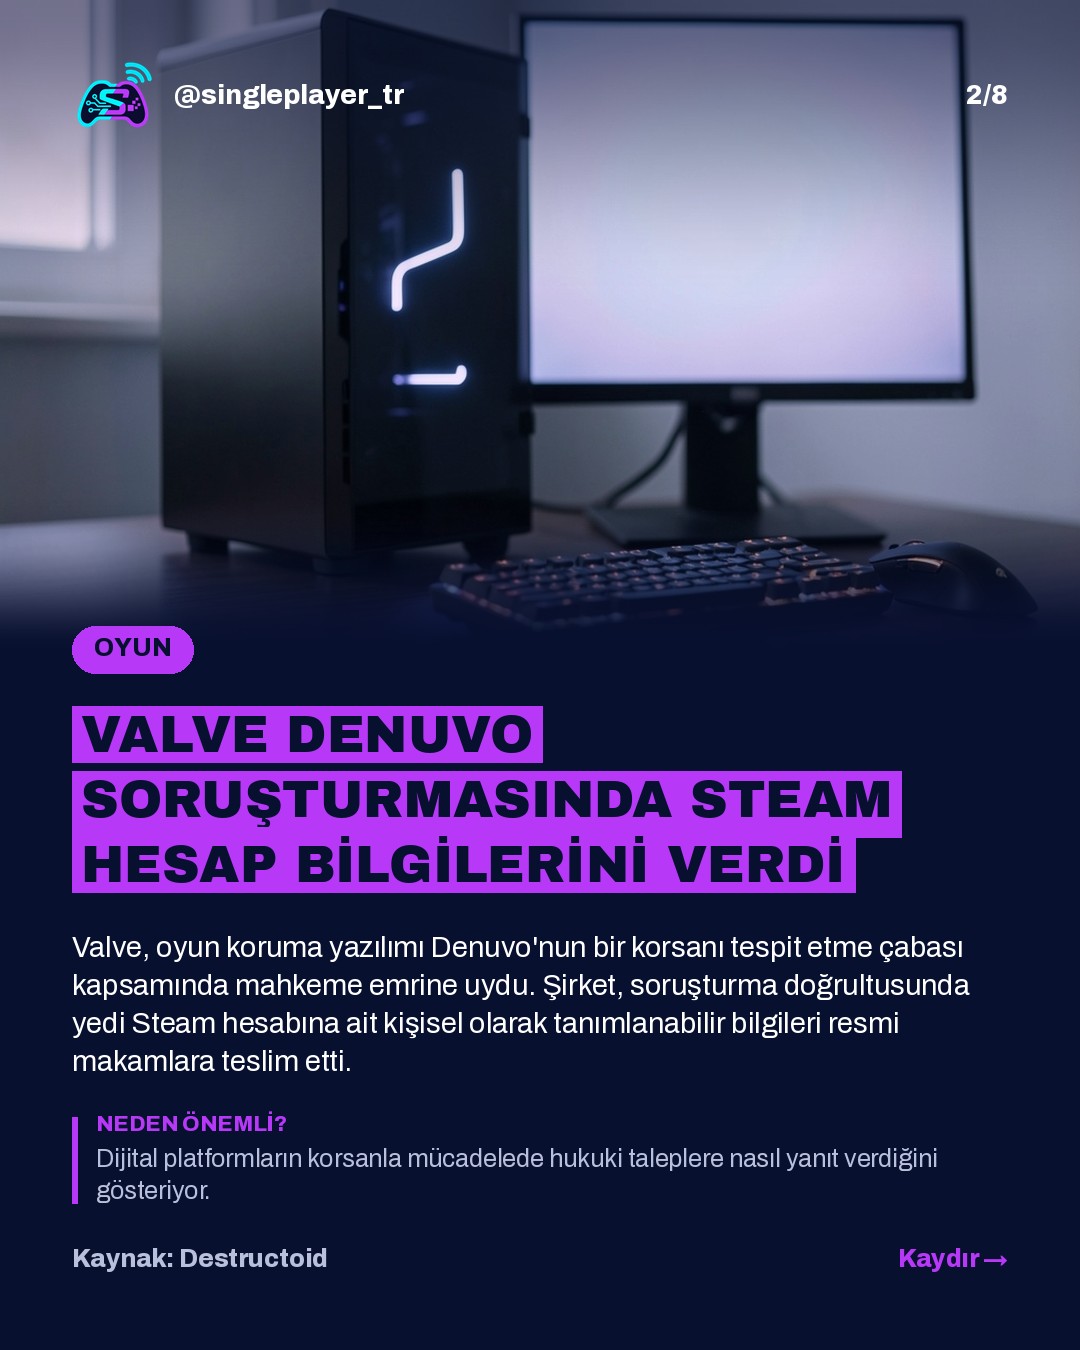 @singleplayer_tr
2/8
OYUN
VALVE DENUVO
SORUŞTURMASINDA STEAM
HESAP BİLGİLERİNİ VERDİ
Valve, oyun koruma yazılımı Denuvo'nun bir korsanı tespit etme çabası
kapsamında mahkeme emrine uydu. Şirket, soruşturma doğrultusunda
yedi Steam hesabına ait kişisel olarak tanımlanabilir bilgileri resmi
makamlara teslim etti.
NEDEN ÖNEMLİ?
Dijital platformların korsanla mücadelede hukuki taleplere nasıl yanıt verdiğini
gösteriyor.
Kaynak: Destructoid
Kaydır →